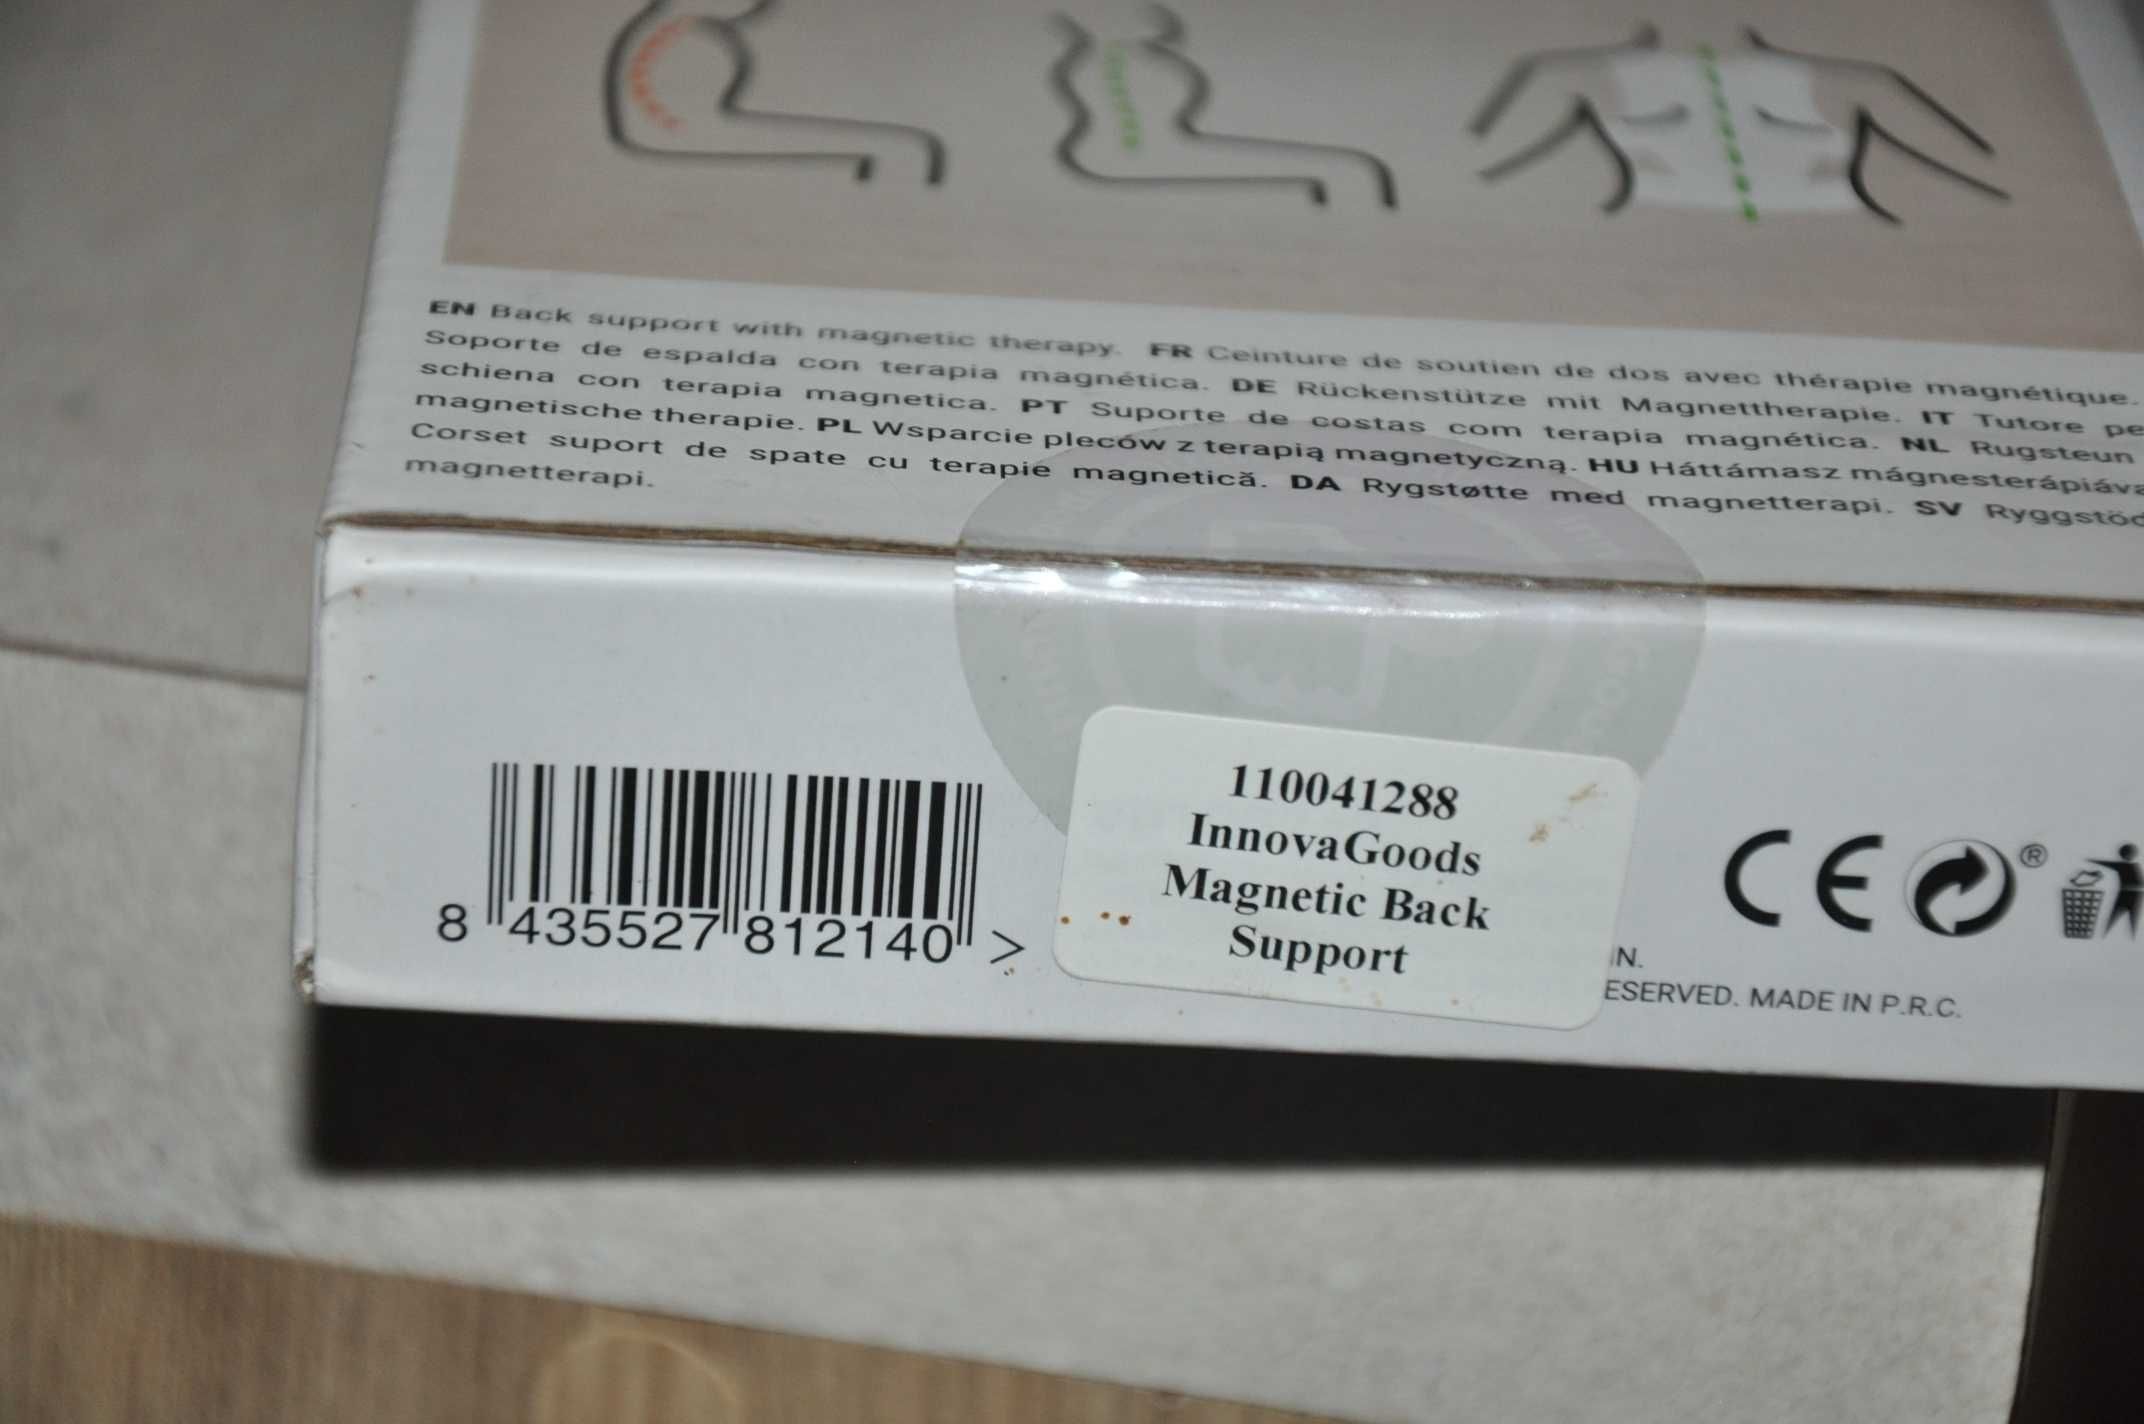 EN Back support with magnetic therapy. FR Ceinture de soutien de dos avec thérapie magnétique.
Soporte de espalda con terapia magnética. DE Rückenstütze mit Magnettherapie. IT Tutore pe
schiena con terapia magnetica. PT Suporte de costas com terapia magnética. NL Rugsteun
magnetische therapie. PL Wsparcie pleców z terapią magnetyczną. HU Háttámasz mágnesterápiáva
Corset suport de spate cu terapie magnetică. DA Rygstøtte med magnetterapi. SV Ryggstöd
magnetterapi.
8 435527 812140 >
110041288
InnovaGoods
Magnetic Back
Support
CE ®
N.
ESERVED. MADE IN P.R.C.